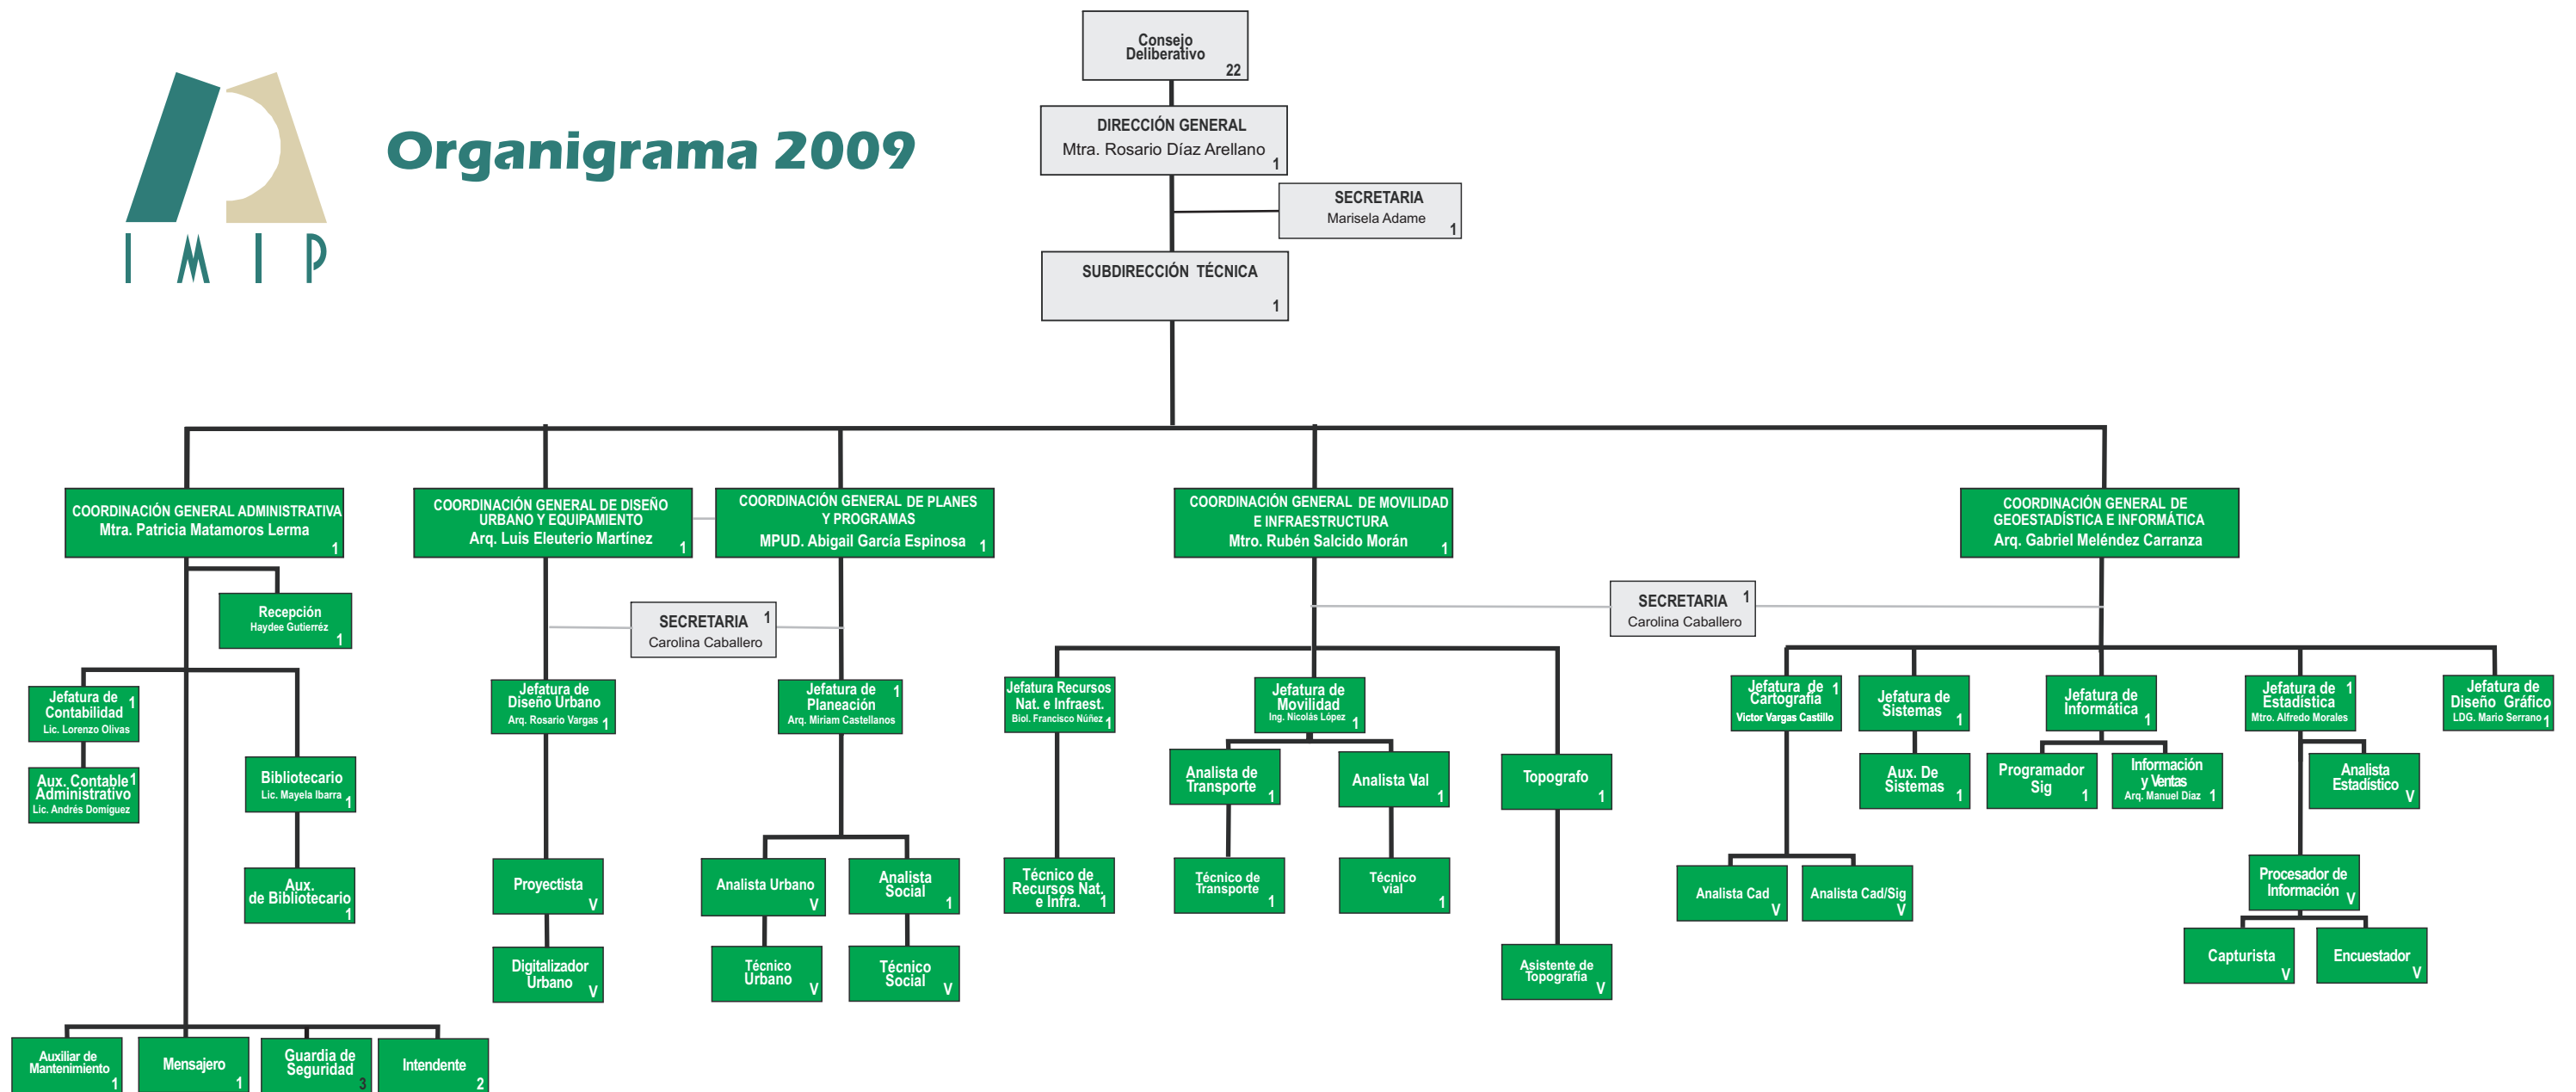 Consejo
Deliberativo
22
IMIP
Organigrama 2009
DIRECCIÓN GENERAL
Mtra. Rosario Díaz Arellano
1
SECRETARIA
Marisela Adame
1
SUBDIRECCIÓN TÉCNICA
1
COORDINACIÓN GENERAL ADMINISTRATIVA
Mtra. Patricia Matamoros Lerma
1
COORDINACIÓN GENERAL DE DISEÑO
URBANO Y EQUIPAMIENTO
Arq. Luis Eleuterio Martínez
1
COORDINACIÓN GENERAL DE PLANES
Y PROGRAMAS
MPUD. Abigail García Espinosa
1
COORDINACIÓN GENERAL DE MOVILIDAD
E INFRAESTRUCTURA
Mtro. Rubén Salcido Morán
1
COORDINACIÓN GENERAL DE
GEOESTADÍSTICA E INFORMÁTICA
Arq. Gabriel Meléndez Carranza
Recepción
Haydee Gutierréz
1
SECRETARIA 1
Carolina Caballero
SECRETARIA 1
Carolina Caballero
Jefatura de 1
Contabilidad
Lic. Lorenzo Olivas
Jefatura de
Diseño Urbano
Arq. Rosario Vargas 1
Jefatura de 1
Planeación
Arq. Miriam Castellanos
Jefatura Recursos
Nat. e Infraest.
Biol. Francisco Núñez 1
Jefatura de
Movilidad
Ing. Nicolás López 1
Jefatura de 1
Cartografía
Victor Vargas Castillo
Jefatura de
Sistemas
1
Jefatura de
Informática
1
Jefatura de 1
Estadística
Mtro. Alfredo Morales
Jefatura de
Diseño Gráfico
LDG. Mario Serrano 1
Aux. Contable 1
Administrativo
Lic. Andrés Domíguez
Bibliotecario
Lic. Mayela Ibarra
1
Analista de
Transporte
1
Analista Val
1
Topografo
1
Aux. De
Sistemas
1
Programador
Sig
1
Información
y Ventas
Arq. Manuel Díaz 1
Analista
Estadístico
V
Aux.
de Bibliotecario
1
Proyectista
V
Analista Urbano
V
Analista
Social
1
Técnico de
Recursos Nat.
e Infra. 1
Técnico de
Transporte
1
Técnico
vial
1
Analista Cad
V
Analista Cad/Sig
V
Procesador de
Información
V
Digitalizador
Urbano
V
Técnico
Urbano
V
Técnico
Social
V
Asistente de
Topografía
V
Capturista
V
Encuestador
V
Auxiliar de
Mantenimiento
1
Mensajero
1
Guardia de
Seguridad
3
Intendente
2